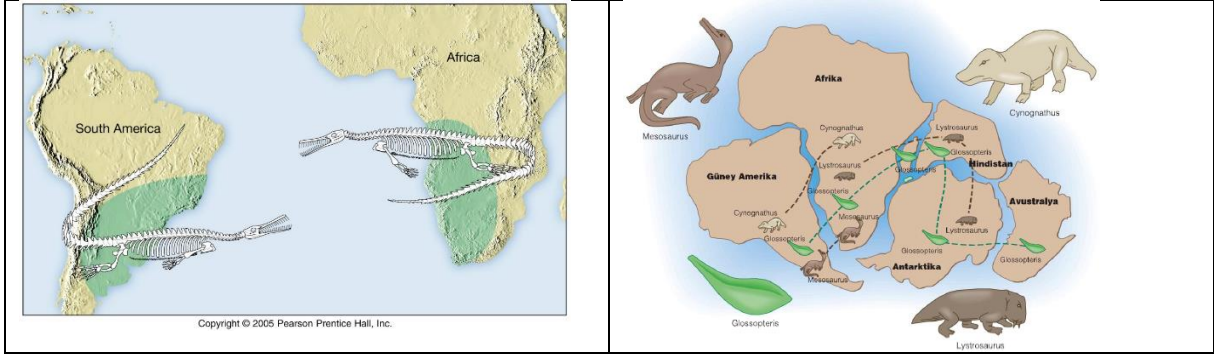 South America
Africa
Copyright © 2005 Pearson Prentice Hall, Inc.
Mesosaurus
Cynognathus
Afrika
Cynognathus
Lystrosaurus
Lystrosaurus
Glossopteris
Glossopteris
Hindistan
Güney Amerika
Glossopteris
Avustralya
Cynognathus
Mesosaurus
Lystrosaurus
Glossopteris
Glossopteris
Glossopteris
Antarktika
Mesosaurus
Glossopteris
Lystrosaurus